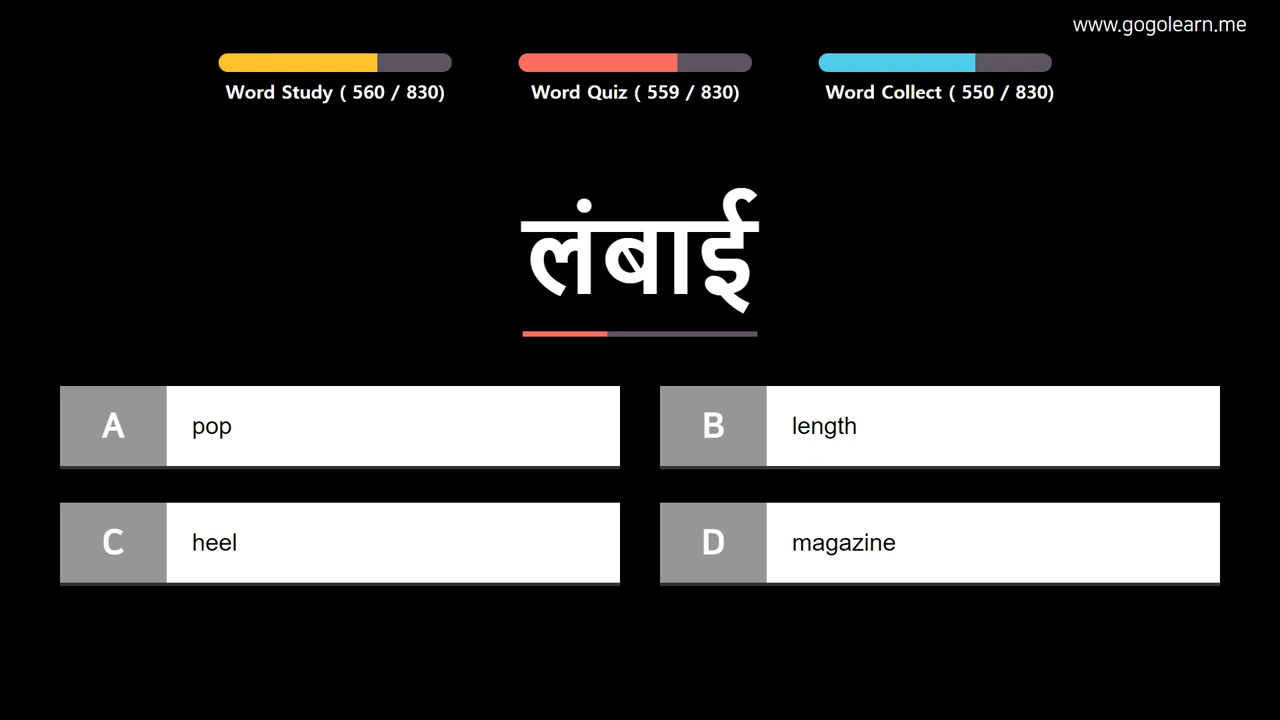 www.gogolearn.me
Word Study ( 560 / 830)
Word Quiz ( 559 / 830)
Word Collect ( 550 / 830)
लंबाई
A pop
B length
C heel
D magazine